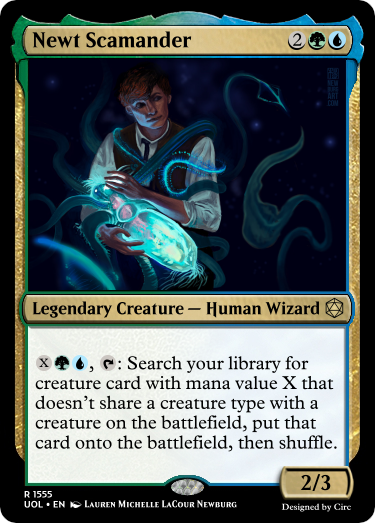 Newt Scamander 2
Legendary Creature — Human Wizard
X, : Search your library for
creature card with mana value X that
doesn't share a creature type with a
creature on the battlefield, put that
card onto the battlefield, then shuffle.
2/3
R 1555
UOL • EN Lauren Michelle LaCour Newburg
Designed by Circ